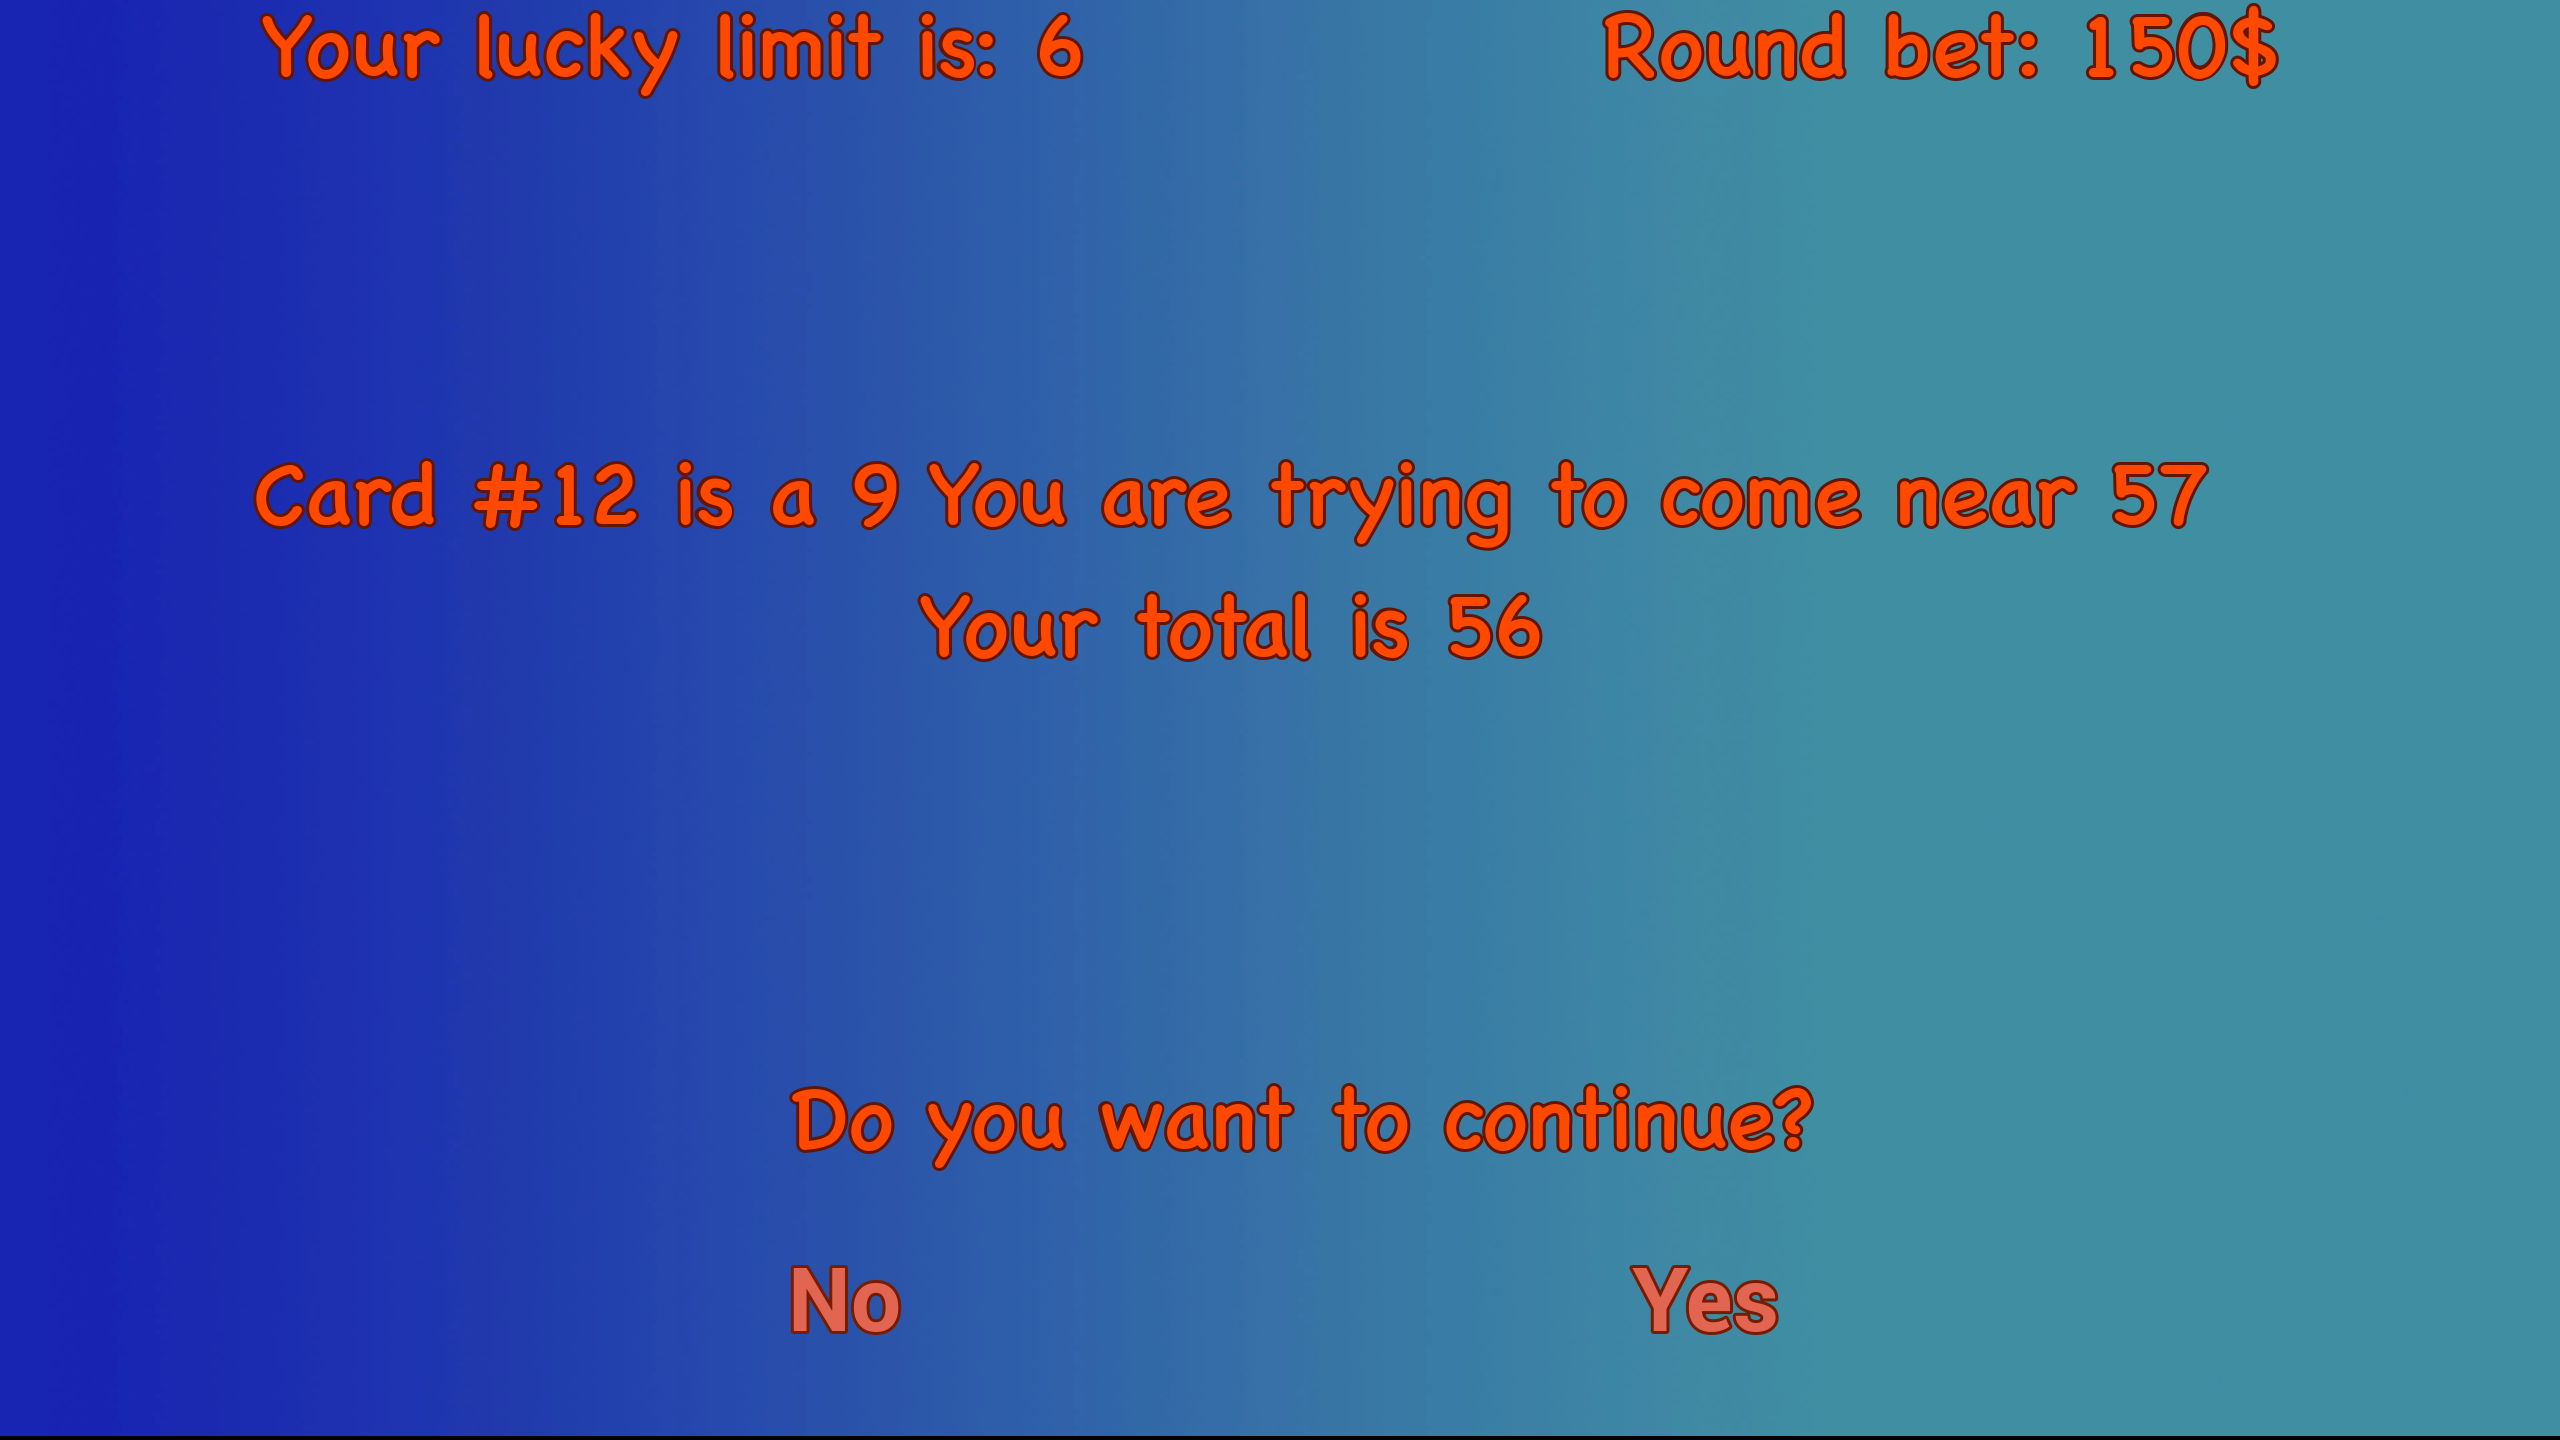 Your lucky limit is: 6
Round bet: 150$
Card #12 is a 9 You are trying to come near 57
Your total is 56
Do you want to continue?
No
Yes